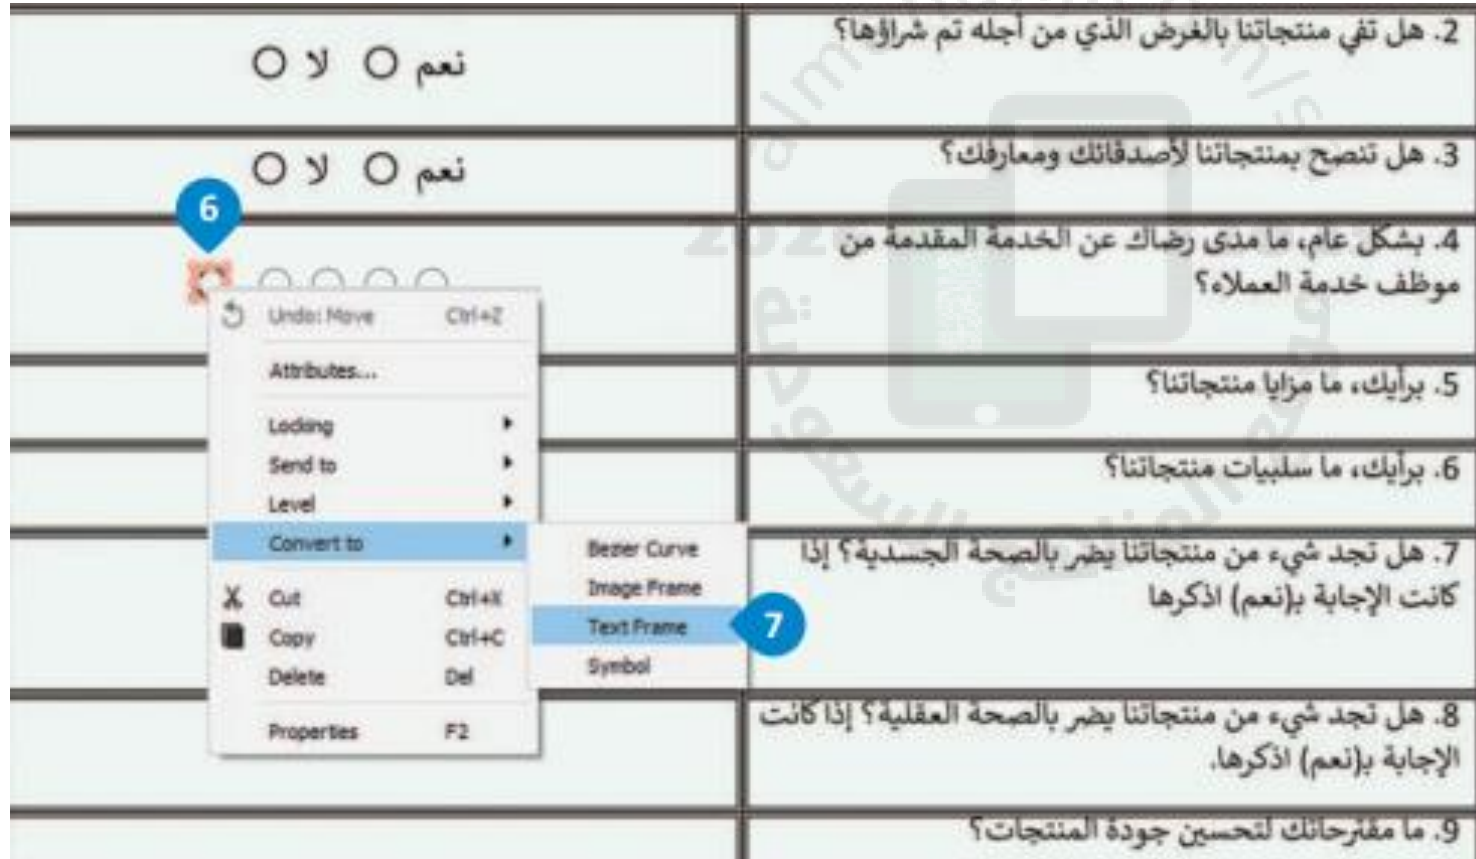 2. هل تفي منتجاتنا بالغرض الذي من أجله تم شراؤها؟
نعم لا
3. هل تنصح بمنتجاتنا لأصدقائك ومعارفك؟
نعم لا
6
4. بشكل عام، ما مدى رضاك عن الخدمة المقدمة من
موظف خدمة العملاء؟
Undo: Move Ctrl+Z
Attributes...
5. برأيك، ما مزايا منتجاتنا؟
Locking
Send to
6. برأيك، ما سلبيات منتجاتنا؟
Level
Convert to
Bezier Curve
7. هل تجد شيء من منتجاتنا يضر بالصحة الجسدية؟ إذا
كانت الإجابة بـ(نعم) اذكرها
Image Frame
Cut Ctrl+X
Text Frame
7
Copy Ctrl+C
Symbol
Delete Del
8. هل تجد شيء من منتجاتنا يضر بالصحة العقلية؟ إذا كانت
الإجابة بـ(نعم) اذكرها.
Properties F2
9. ما مقترحاتك لتحسين جودة المنتجات؟